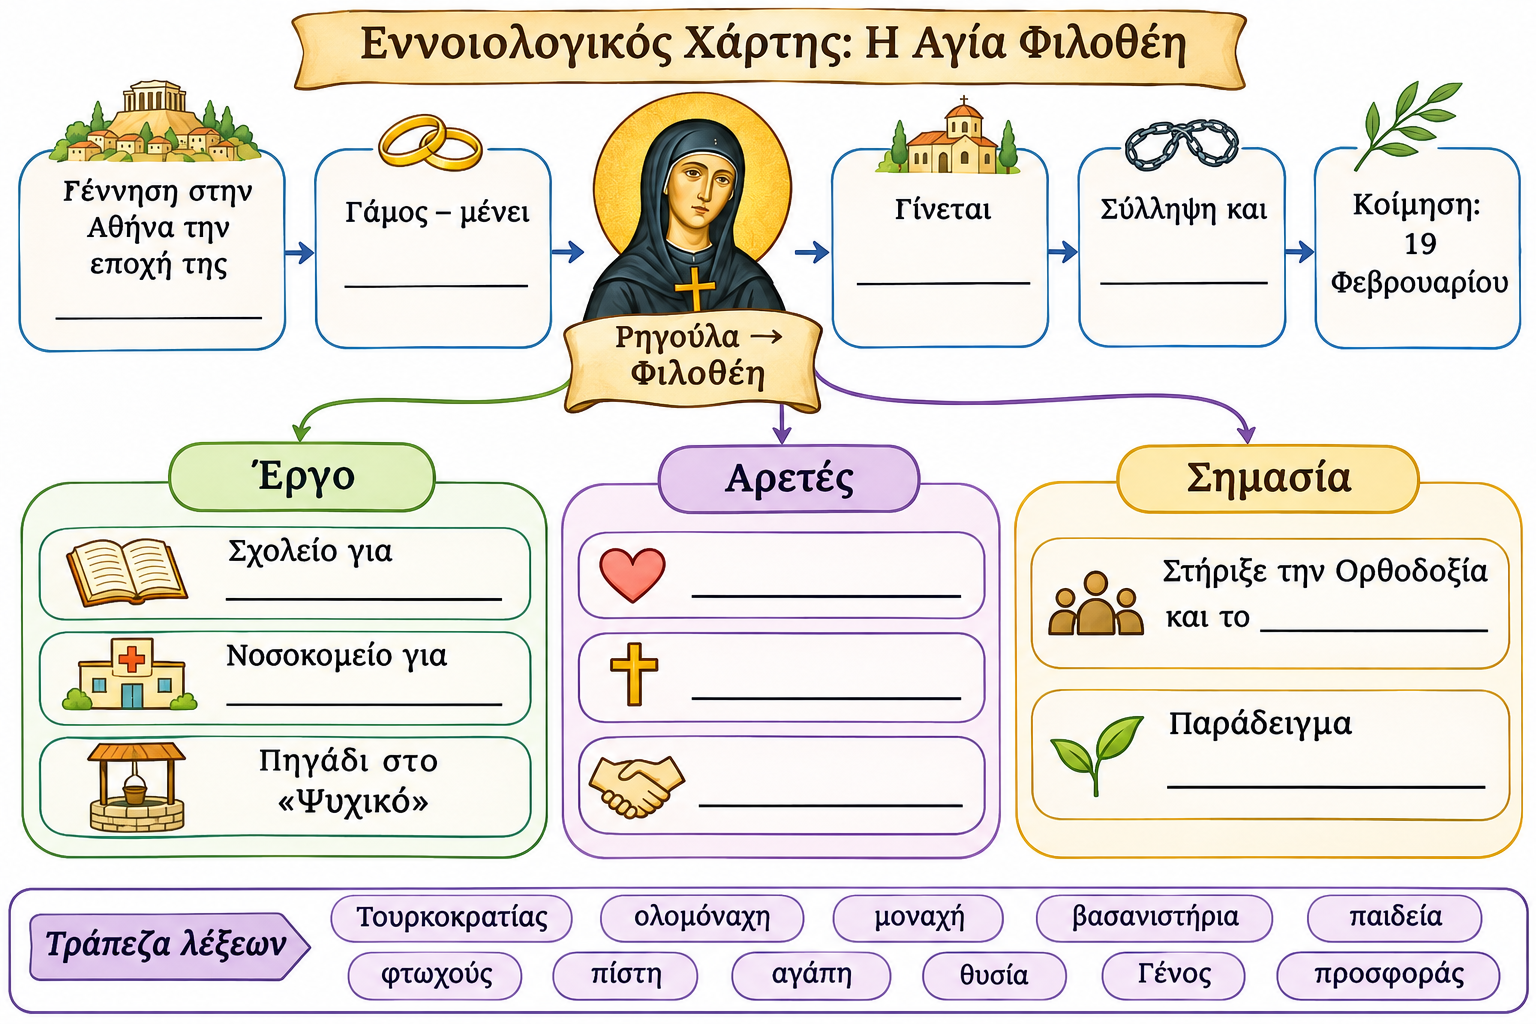 Εννοιολογικός Χάρτης: Η Αγία Φιλοθέη
Γέννηση στην
Αθήνα την
εποχή της
Γάμος – μένει
Ρηγούλα →
Φιλοθέη
Γίνεται
Σύλληψη και
Κοίμηση:
19
Φεβρουαρίου
Έργο
Σχολείο για
Νοσοκομείο για
Πηγάδι στο
«Ψυχικό»
Αρετές
Σημασία
Στήριξε την Ορθοδοξία
και το
Παράδειγμα
Τράπεζα λέξεων
Τουρκοκρατίας ολομόναχη μοναχή βασανιστήρια παιδεία
φτωχούς πίστη αγάπη θυσία Γένος προσφοράς